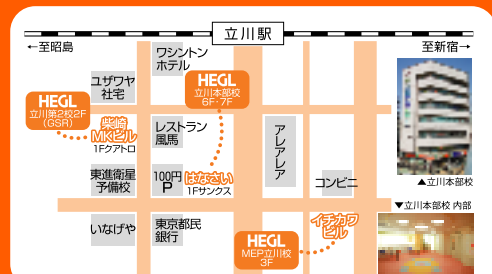 立川駅
←至昭島
至新宿→
ワシントン
ホテル
ユザワヤ
社宅
HEGL
立川本部校
6F・7F
HEGL
立川第2校2F
(GSR)
柴崎
MKビル
1Fクアトロ
レストラン
風馬
アレアレア
東進衛星
予備校
100円
P
はなさい
1Fサンクス
コンビニ
▲立川本部校
▼立川本部校 内部
いなげや
東京都民
銀行
イチカワ
ビル
HEGL
MEP立川校
3F